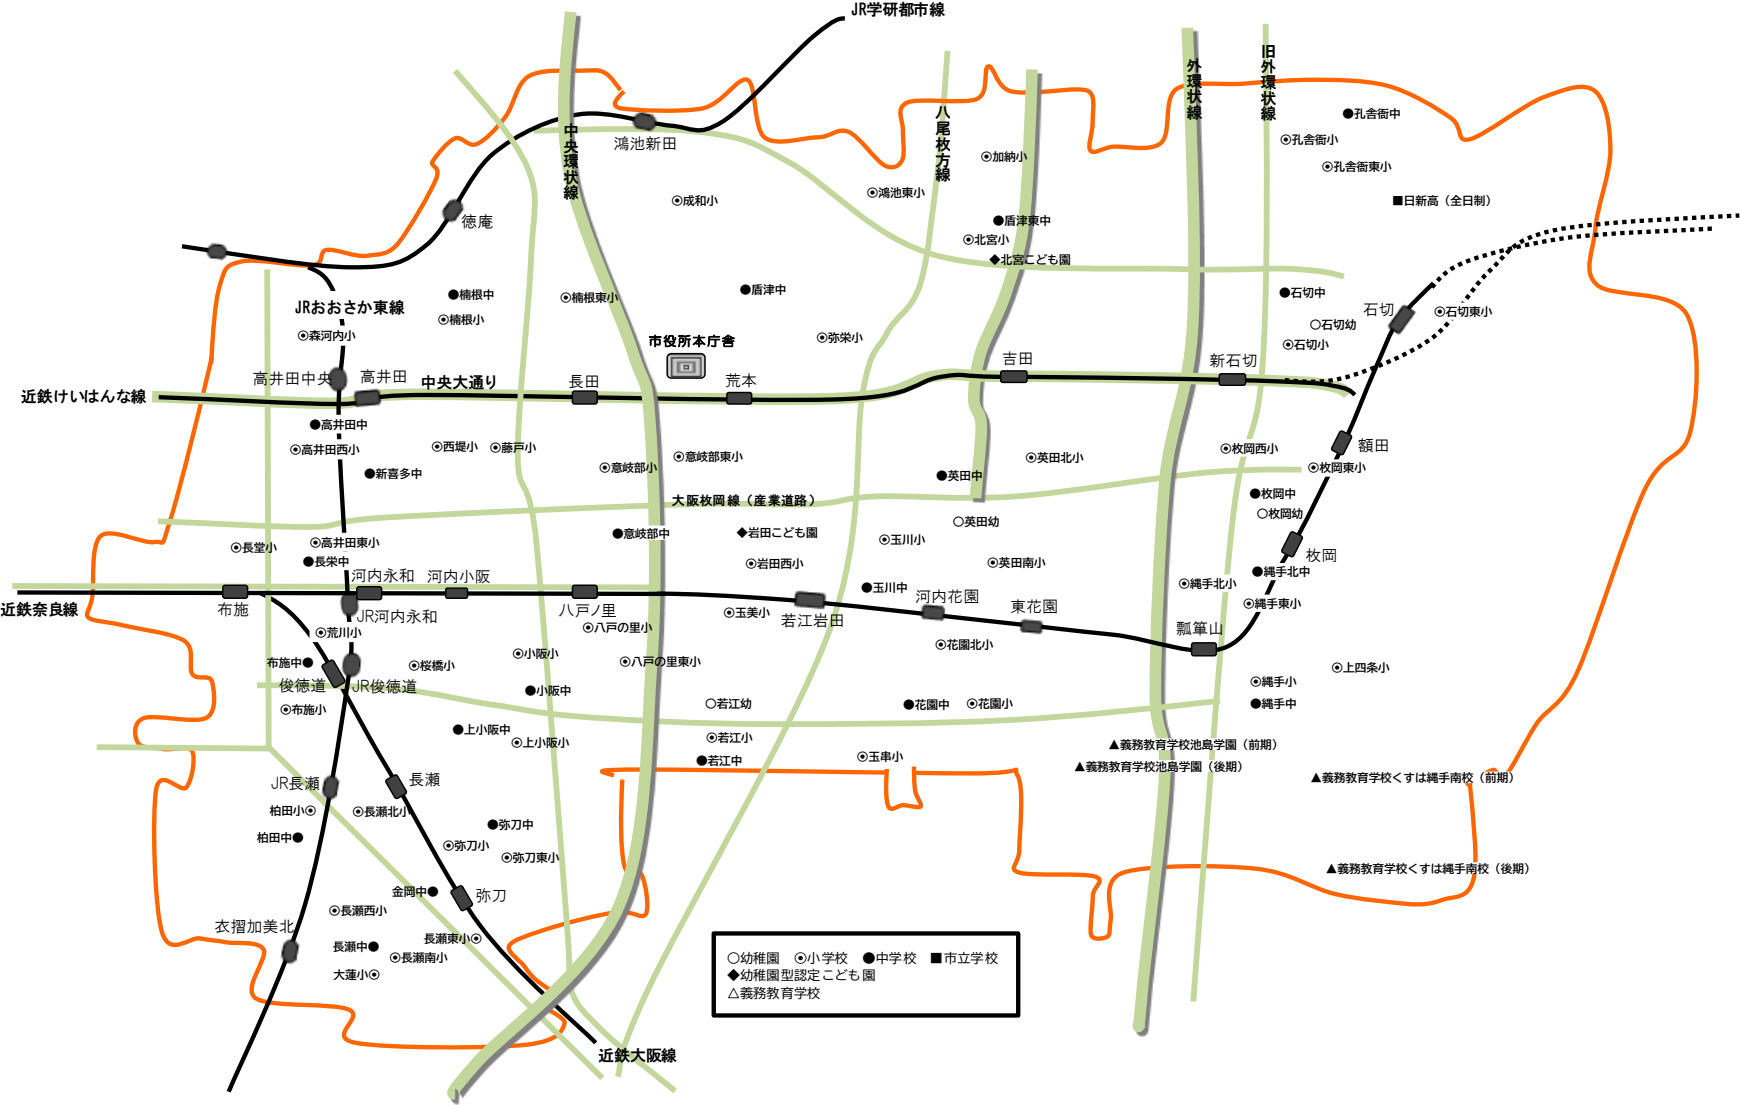 JR学研都市線
外環状線
旧外環状線
中央環状線
八尾枚方線
●孔舎衙中
◉孔舎衙小
◉孔舎衙東小
鴻池新田
◉加納小
◉鴻池東小
◉成和小
■日新高（全日制）
徳庵
●盾津東中
◉北宮小
◆北宮こども園
JRおおさか東線
●楠根中
◉楠根東小
●盾津中
●石切中
◉楠根小
石切
◉石切東小
○石切幼
◉森河内小
市役所本庁舎
◉弥栄小
◉石切小
高井田中央
高井田
中央大通り
長田
荒本
吉田
新石切
近鉄けいはんな線
●高井田中
◉高井田西小
◉西堤小
◉藤戸小
◉枚岡西小
額田
◉意岐部小
◉意岐部東小
◉英田北小
◉枚岡東小
●新喜多中
●英田中
大阪枚岡線（産業道路）
●枚岡中
○枚岡幼
○英田幼
●意岐部中
◆岩田こども園
◉玉川小
◉長堂小
◉高井田東小
●長栄中
◉岩田西小
◉英田南小
枚岡
●縄手北中
河内永和
河内小阪
●玉川中
◉縄手北小
近鉄奈良線
布施
JR河内永和
八戸ノ里
◉玉美小
若江岩田
河内花園
東花園
◉縄手東小
◉荒川小
◉八戸の里小
瓢箪山
◉花園北小
布施中●
◉桜橋小
◉小阪小
◉八戸の里東小
◉上四条小
俊徳道
JR俊徳道
●小阪中
◉縄手小
◉布施小
○若江幼
●花園中
◉花園小
●縄手中
●上小阪中
◉上小阪小
◉若江小
▲義務教育学校池島学園（前期）
●若江中
◉玉串小
▲義務教育学校池島学園（後期）
JR長瀬
長瀬
▲義務教育学校くすは縄手南校（前期）
柏田小◉
◉長瀬北小
柏田中●
●弥刀中
◉弥刀小
◉弥刀東小
▲義務教育学校くすは縄手南校（後期）
金岡中●
弥刀
◉長瀬西小
衣摺加美北
長瀬東小◉
長瀬中●
◉長瀬南小
大蓮小◉
○幼稚園　◉小学校　●中学校　■市立学校
◆幼稚園型認定こども園
△義務教育学校
近鉄大阪線